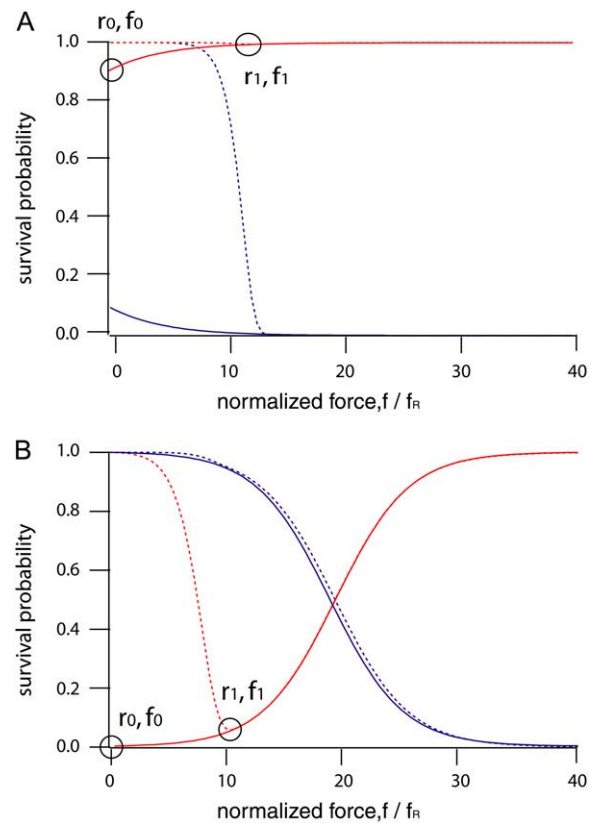 A
r0, f0
1.0
r1, f1
0.8
0.6
0.4
0.2
0.0
survival probability
0
10
20
30
40
normalized force,f / fR
B
1.0
0.8
0.6
0.4
0.2
0.0
r1, f1
r0, f0
survival probability
0
10
20
30
40
normalized force,f / fR